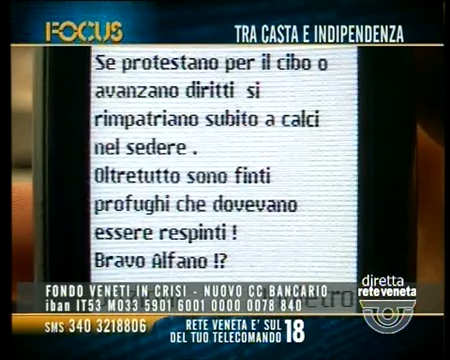 FOCUS
TRA CASTA E INDIPENDENZA
Se protestano per il cibo o
avanzano diritti si
rimpatriano subito a calci
nel sedere .
Oltretutto sono finti
profughi che dovevano
essere respinti !
Bravo Alfano !?
FONDO VENETI IN CRISI - NUOVO CC BANCARIO
iban IT53 M033 5901 6001 0000 0078 840
diretta
reteveneta
SMS 340 3218806
RETE VENETA E' SUL
DEL TUO TELECOMANDO 18